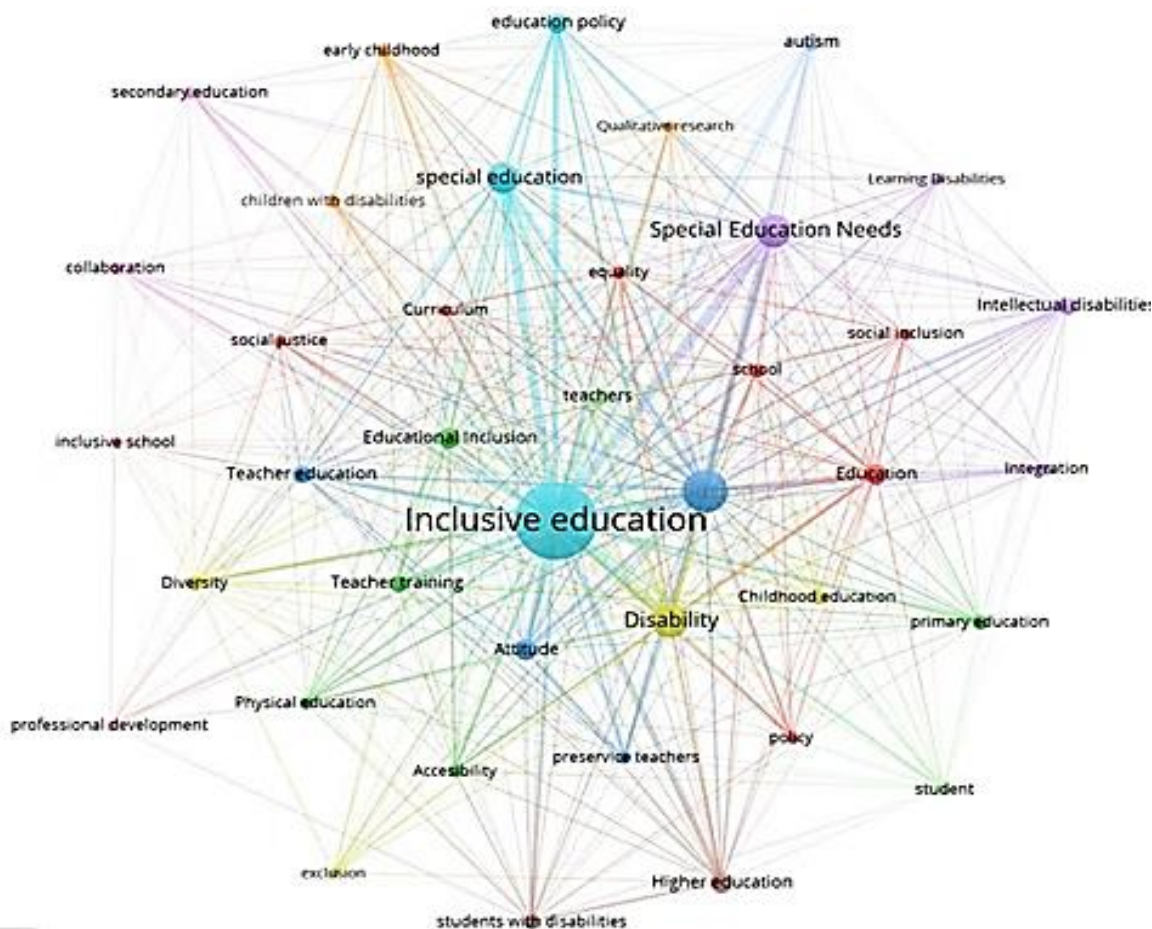 education policy
autism
early childhood
secondary education
Qualitative research
special education
Learning Disabilities
children with disabilities
Special Education Needs
collaboration
equality
Intellectual disabilities
Curriculum
social justice
social inclusion
school
teachers
inclusive school
Educational Inclusion
Teacher education
Education
Integration
Inclusive education
Diversity
Teacher training
Childhood education
Disability
primary education
Attitude
Physical education
professional development
policy
preservice teachers
Accesibility
student
exclusion
Higher education
students with disabilities